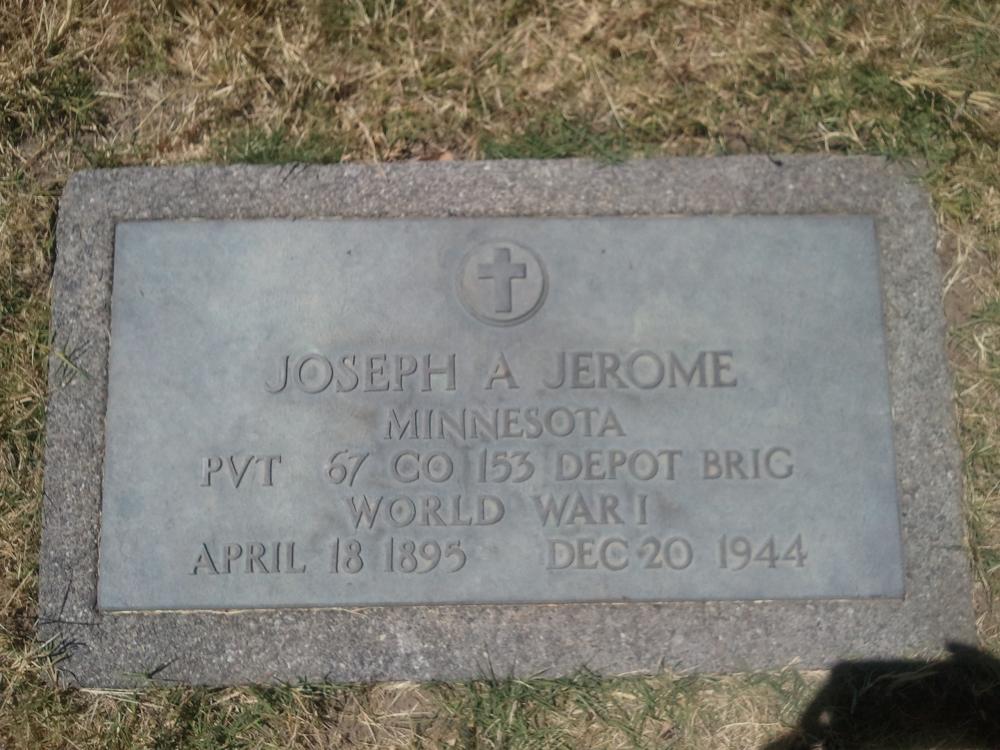 JOSEPH A JEROME
MINNESOTA
PVT 67 CO 153 DEPOT BRIG
WORLD WAR I
APRIL 18 1895 DEC 20 1944